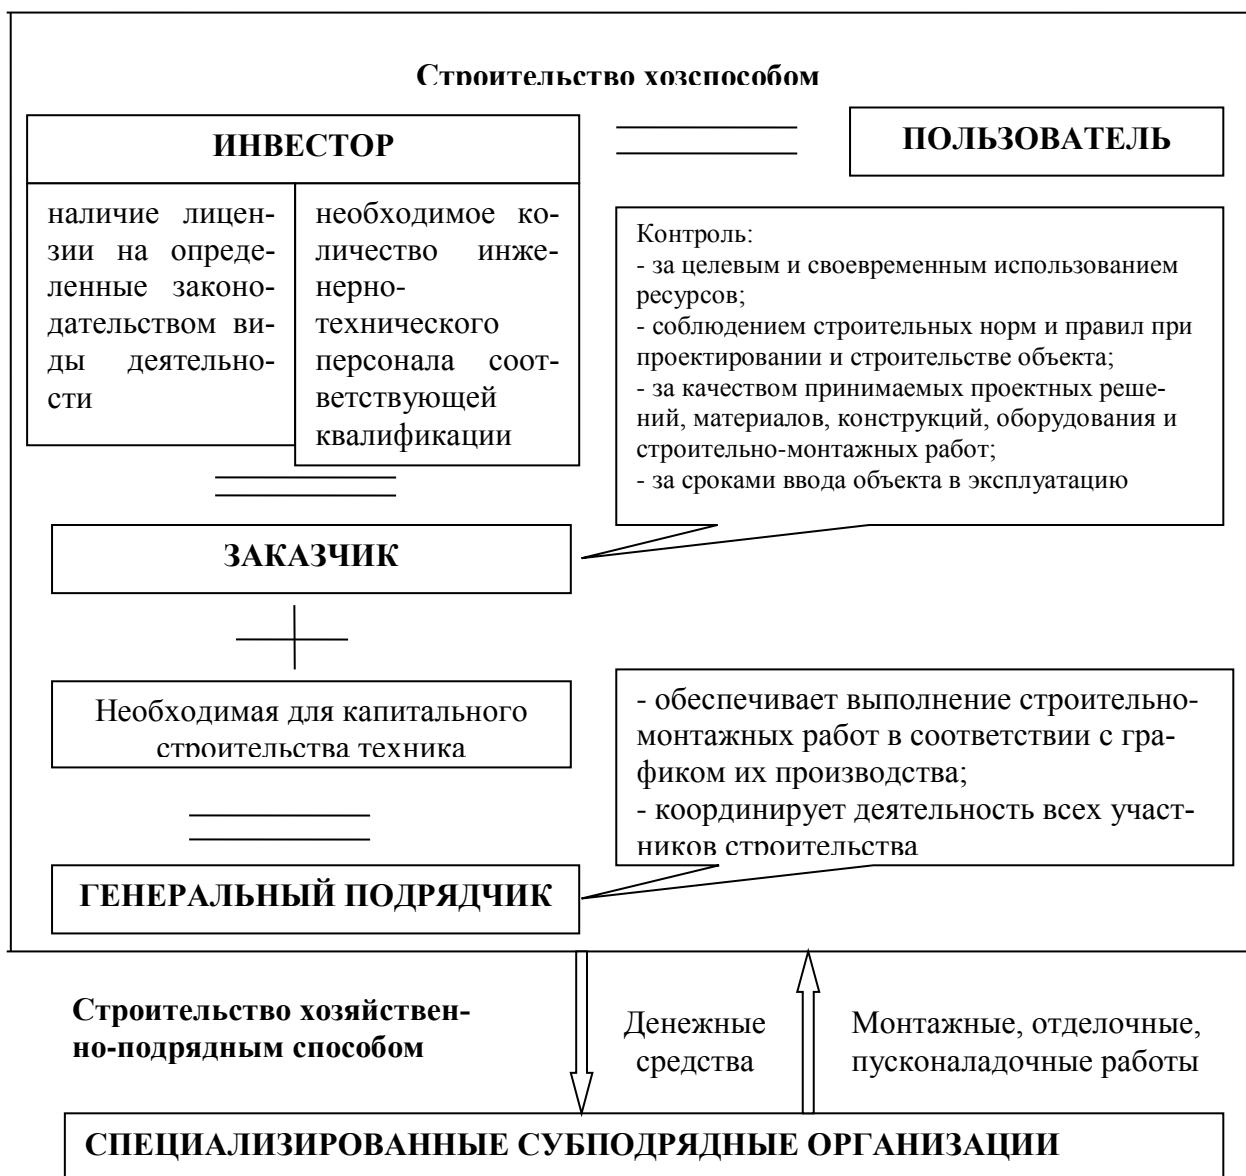 Строительство хозспособом
ИНВЕСТОР
ПОЛЬЗОВАТЕЛЬ
наличие лицен-
зии на опреде-
ленные законо-
дательством ви-
ды деятельно-
сти
необходимое ко-
личество инже-
нерно-
технического
персонала соот-
ветствующей
квалификации
Контроль:
- за целевым и своевременным использованием
ресурсов;
- соблюдением строительных норм и правил при
проектировании и строительстве объекта;
- за качеством принимаемых проектных реше-
ний, материалов, конструкций, оборудования и
строительно-монтажных работ;
- за сроками ввода объекта в эксплуатацию
ЗАКАЗЧИК
Необходимая для капитального
строительства техника
- обеспечивает выполнение строительно-
монтажных работ в соответствии с гра-
фиком их производства;
- координирует деятельность всех участ-
ников строительства
ГЕНЕРАЛЬНЫЙ ПОДРЯДЧИК
Строительство хозяйствен-
но-подрядным способом
Денежные
средства
Монтажные, отделочные,
пусконаладочные работы
СПЕЦИАЛИЗИРОВАННЫЕ СУБПОДРЯДНЫЕ ОРГАНИЗАЦИИ